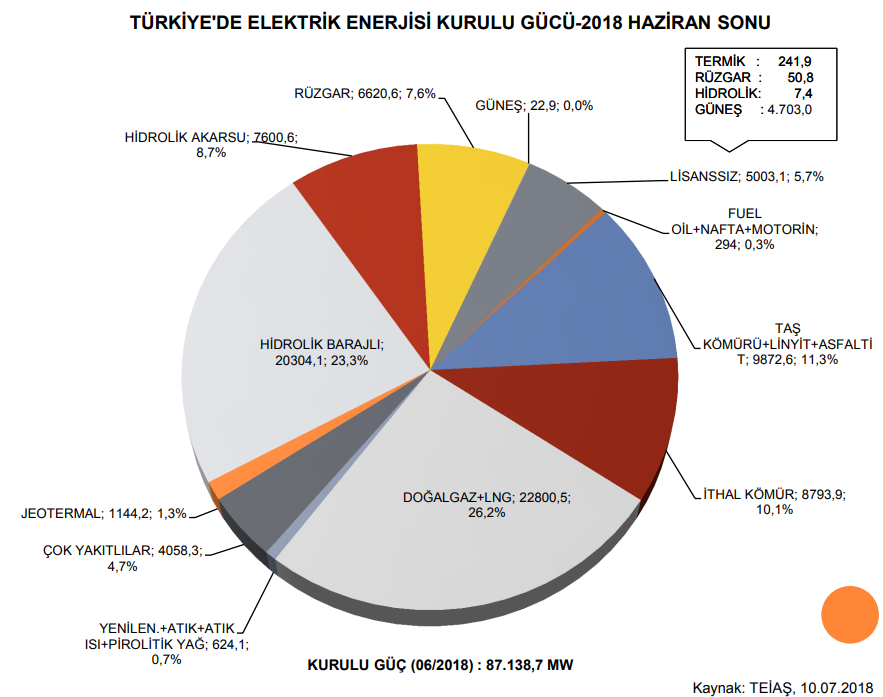 TÜRKİYE'DE ELEKTRİK ENERJİSİ KURULU GÜCÜ-2018 HAZİRAN SONU
TERMİK : 241,9
RÜZGAR : 50,8
HİDROLİK: 7,4
GÜNEŞ : 4.703,0
RÜZGAR; 6620,6; 7,6%
GÜNEŞ; 22,9; 0,0%
HİDROLİK AKARSU; 7600,6;
8,7%
LİSANSSIZ; 5003,1; 5,7%
FUEL
OİL+NAFTA+MOTORİN;
294; 0,3%
TAŞ
KÖMÜRÜ+LİNYİT+ASFALTİ
T; 9872,6; 11,3%
HİDROLİK BARAJLI;
20304,1; 23,3%
İTHAL KÖMÜR; 8793,9;
10,1%
DOĞALGAZ+LNG; 22800,5;
26,2%
JEOTERMAL; 1144,2; 1,3%
ÇOK YAKITLILAR; 4058,3;
4,7%
YENİLEN.+ATIK+ATIK
ISI+PİROLİTİK YAĞ; 624,1;
0,7%
KURULU GÜÇ (06/2018) : 87.138,7 MW
Kaynak: TEİAŞ, 10.07.2018